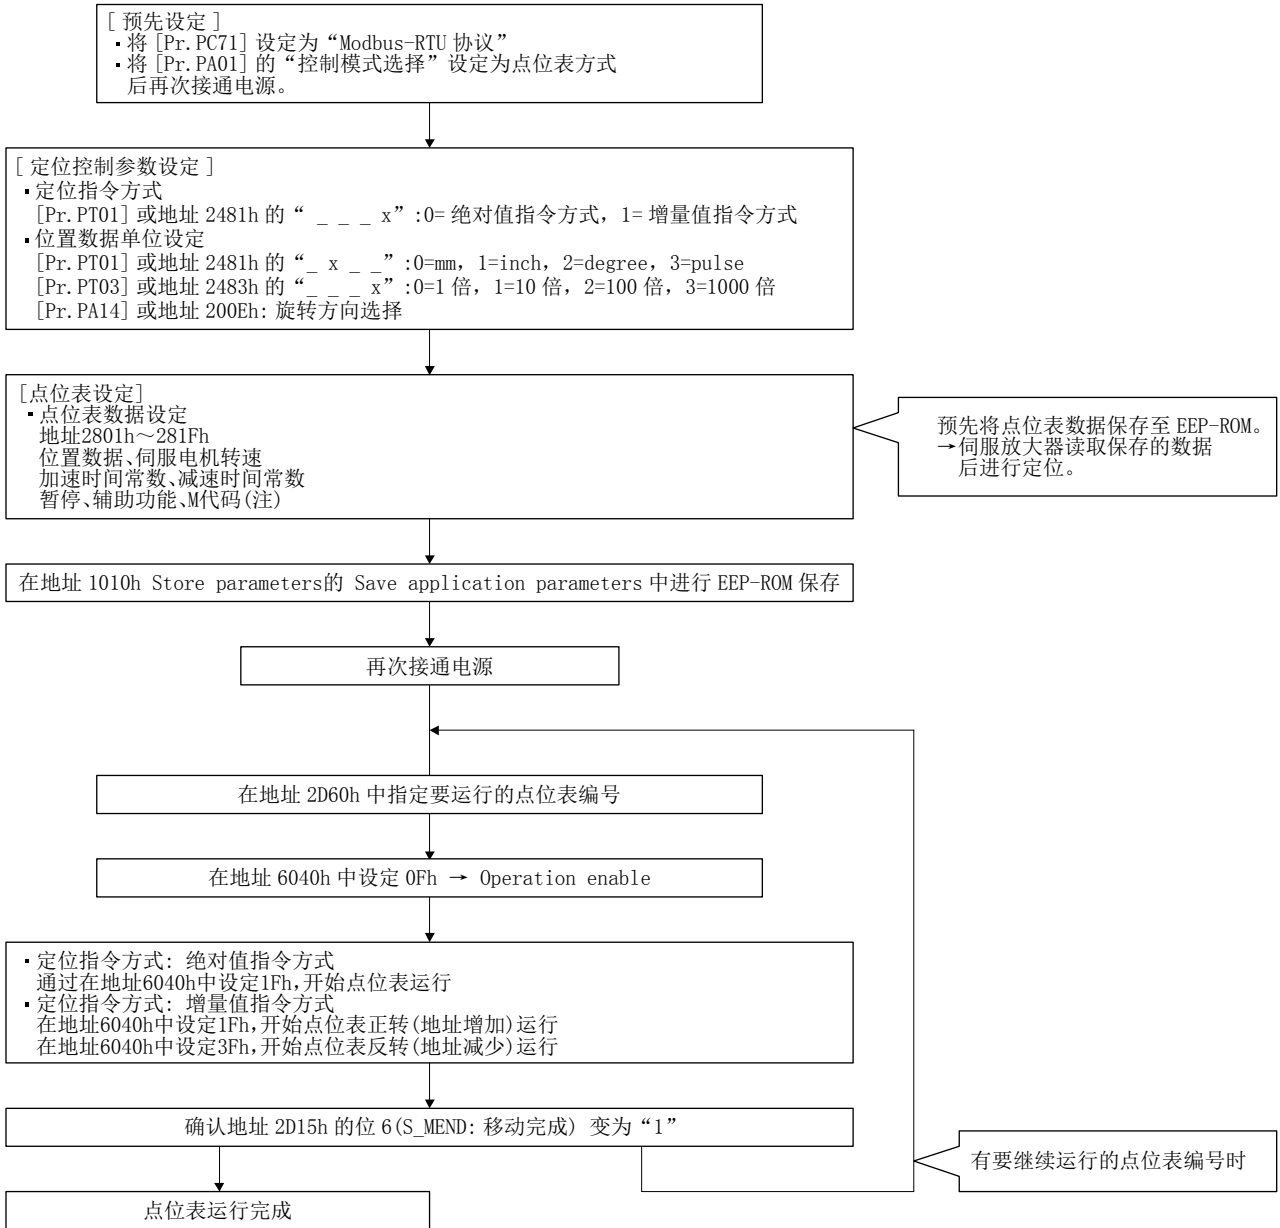 [ 预先设定 ]
▪ 将 [Pr.PC71] 设定为“Modbus-RTU 协议”
▪ 将 [Pr.PA01] 的“控制模式选择”设定为点位表方式
后再次接通电源。
[ 定位控制参数设定 ]
▪ 定位指令方式
[Pr.PT01] 或地址 2481h 的“ _ _ _ x”:0= 绝对值指令方式，1= 增量值指令方式
▪ 位置数据单位设定
[Pr.PT01] 或地址 2481h 的“_ x _ _”:0=mm，1=inch，2=degree，3=pulse
[Pr.PT03] 或地址 2483h 的“_ _ _ x”:0=1 倍，1=10 倍，2=100 倍，3=1000 倍
[Pr.PA14] 或地址 200Eh: 旋转方向选择
[点位表设定]
▪ 点位表数据设定
地址2801h～281Fh
位置数据、伺服电机转速
加速时间常数、减速时间常数
暂停、辅助功能、M代码(注)
预先将点位表数据保存至 EEP-ROM。
→伺服放大器读取保存的数据
后进行定位。
在地址 1010h Store parameters的 Save application parameters 中进行 EEP-ROM 保存
再次接通电源
在地址 2D60h 中指定要运行的点位表编号
在地址 6040h 中设定 0Fh → Operation enable
▪ 定位指令方式: 绝对值指令方式
通过在地址6040h中设定1Fh,开始点位表运行
▪ 定位指令方式: 增量值指令方式
在地址6040h中设定1Fh,开始点位表正转(地址增加)运行
在地址6040h中设定3Fh,开始点位表反转(地址减少)运行
确认地址 2D15h 的位 6(S_MEND: 移动完成) 变为“1”
有要继续运行的点位表编号时
点位表运行完成